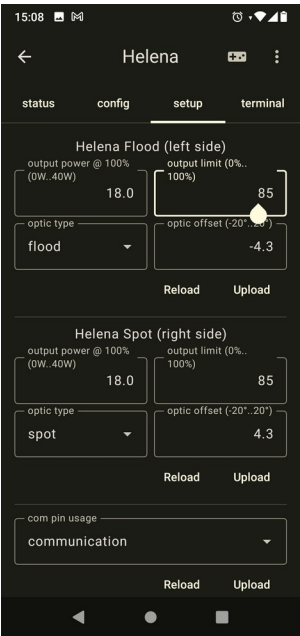 15:08
Helena
status config setup terminal
Helena Flood (left side)
output power @ 100% (0W..40W)
18.0
output limit (0%..100%)
85
optic type
flood
optic offset (-20°..20°)
-4.3
Reload Upload
Helena Spot (right side)
output power @ 100% (0W..40W)
18.0
output limit (0%..100%)
85
optic type
spot
optic offset (-20°..20°)
4.3
Reload Upload
com pin usage
communication
Reload Upload